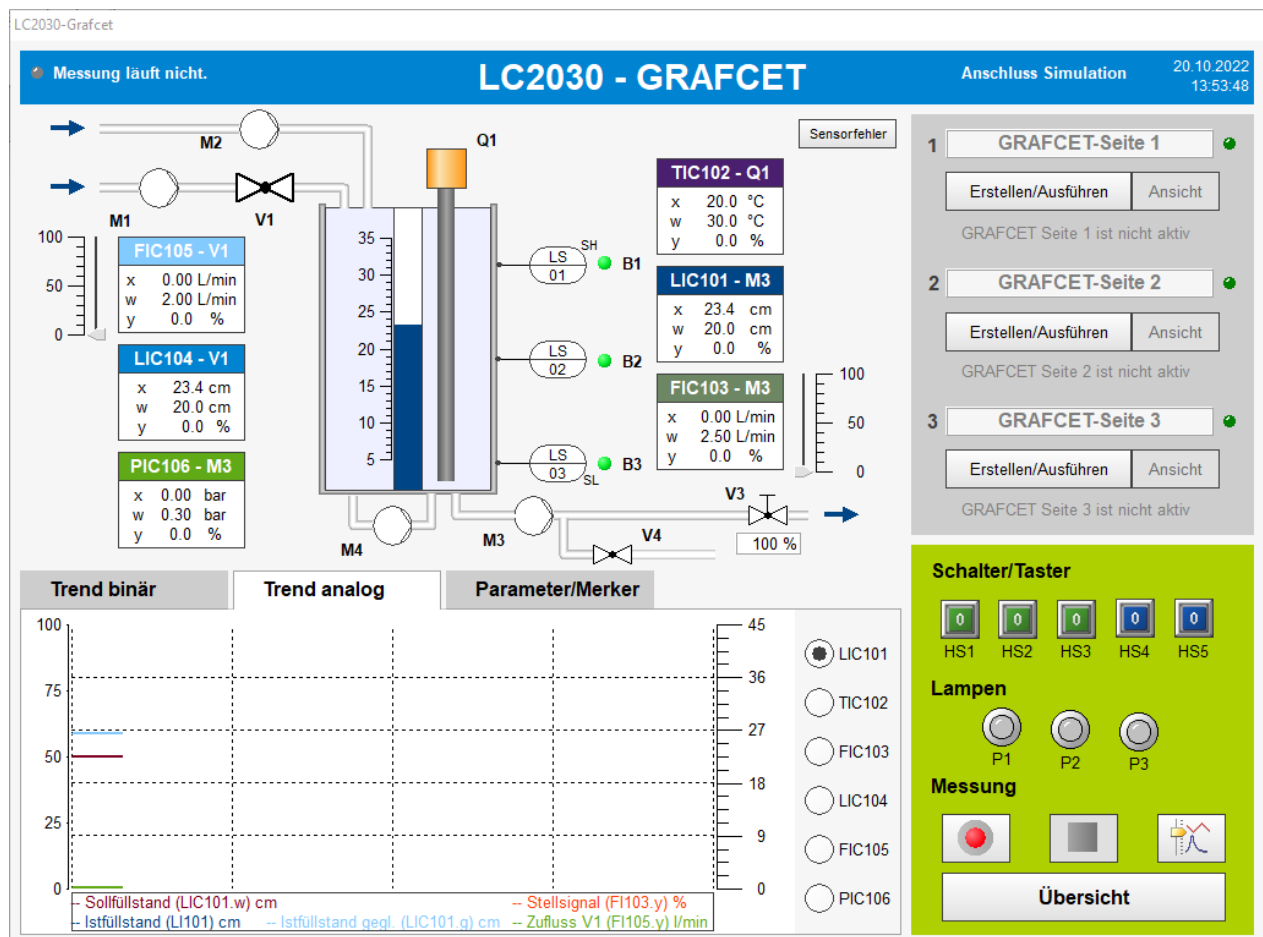 LC2030-Grafcet
Messung läuft nicht.
LC2030 - GRAFCET
Anschluss Simulation
20.10.2022
13:53:48
M2
Q1
Sensorfehler
M1
V1
100
50
0
FIC105 - V1
x 0.00 L/min
w 2.00 L/min
y 0.0 %
LIC104 - V1
x 23.4 cm
w 20.0 cm
y 0.0 %
PIC106 - M3
x 0.00 bar
w 0.30 bar
y 0.0 %
35
30
25
20
15
10
5
LS
01
SH
B1
LS
02
B2
LS
03
SL
B3
TIC102 - Q1
x 20.0 °C
w 30.0 °C
y 0.0 %
LIC101 - M3
x 23.4 cm
w 20.0 cm
y 0.0 %
FIC103 - M3
x 0.00 L/min
w 2.50 L/min
y 0.0 %
100
50
0
M4
M3
V4
V3
100 %
1
GRAFCET-Seite 1
Erstellen/Ausführen
Ansicht
GRAFCET Seite 1 ist nicht aktiv
2
GRAFCET-Seite 2
Erstellen/Ausführen
Ansicht
GRAFCET Seite 2 ist nicht aktiv
3
GRAFCET-Seite 3
Erstellen/Ausführen
Ansicht
GRAFCET Seite 3 ist nicht aktiv
Trend binär
Trend analog
Parameter/Merker
100
75
50
25
0
45
36
27
18
9
0
-- Sollfüllstand (LIC101.w) cm
-- Stellsignal (FI103.y) %
-- Istfüllstand (LI101) cm
-- Istfüllstand gegl. (LIC101.g) cm
-- Zufluss V1 (FI105.y) l/min
LIC101
TIC102
FIC103
LIC104
FIC105
PIC106
Schalter/Taster
0
0
0
0
0
HS1
HS2
HS3
HS4
HS5
Lampen
P1
P2
P3
Messung
Übersicht